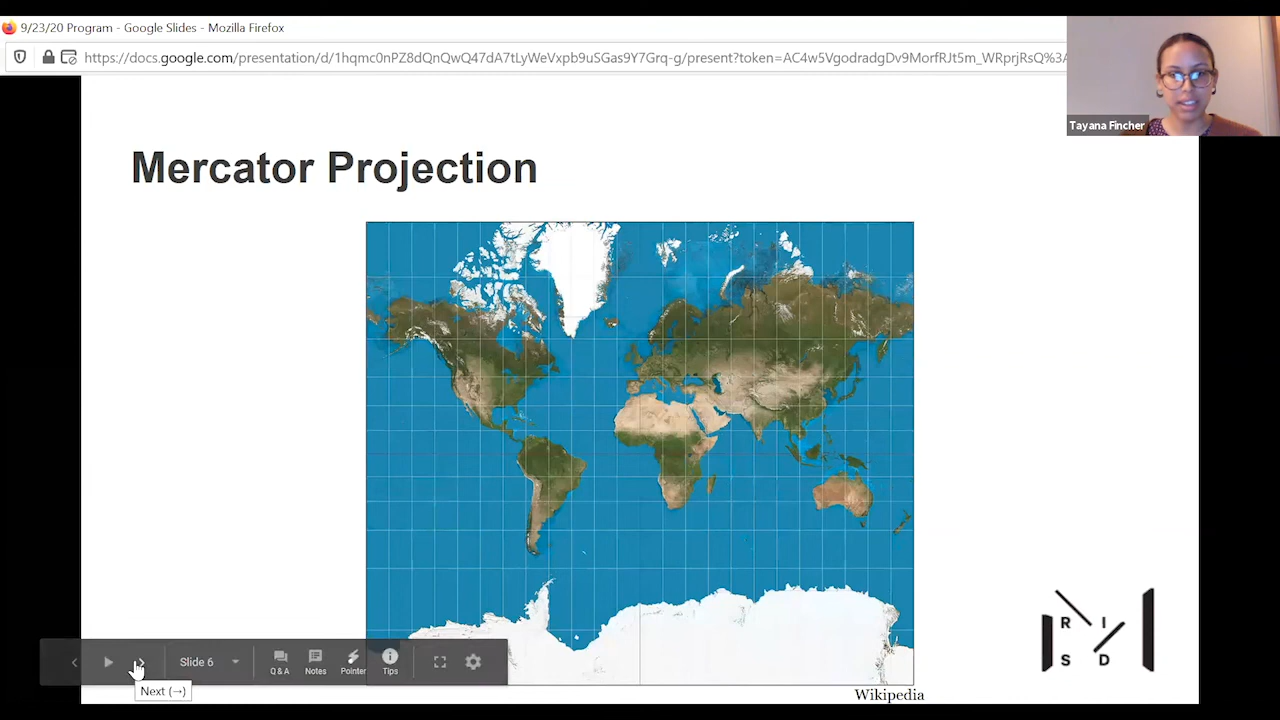 9/23/20 Program - Google Slides - Mozilla Firefox
https://docs.google.com/presentation/d/1hqmc0nPZ8dQnQwQ47dA7tLyWeVxpb9uSGas9Y7Grq-g/present?token=AC4w5VgodradgDv9MorfRJt5m_WRprjRsQ%3A
Tayana Fincher
Mercator Projection
R I
S D
Slide 6
Q & A
Notes
Pointer
Tips
Next (→)
Wikipedia